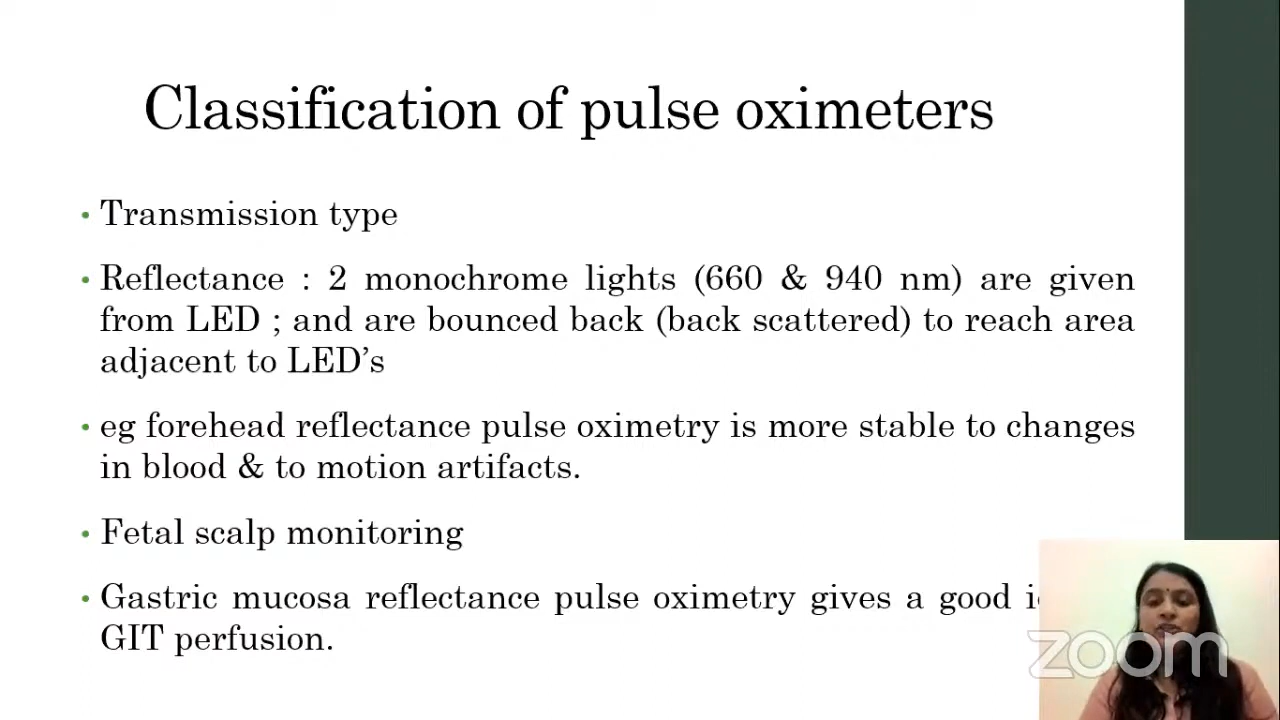 Classification of pulse oximeters
• Transmission type
• Reflectance : 2 monochrome lights (660 & 940 nm) are given
from LED ; and are bounced back (back scattered) to reach area
adjacent to LED’s
• eg forehead reflectance pulse oximetry is more stable to changes
in blood & to motion artifacts.
• Fetal scalp monitoring
• Gastric mucosa reflectance pulse oximetry gives a good
GIT perfusion.
zoom